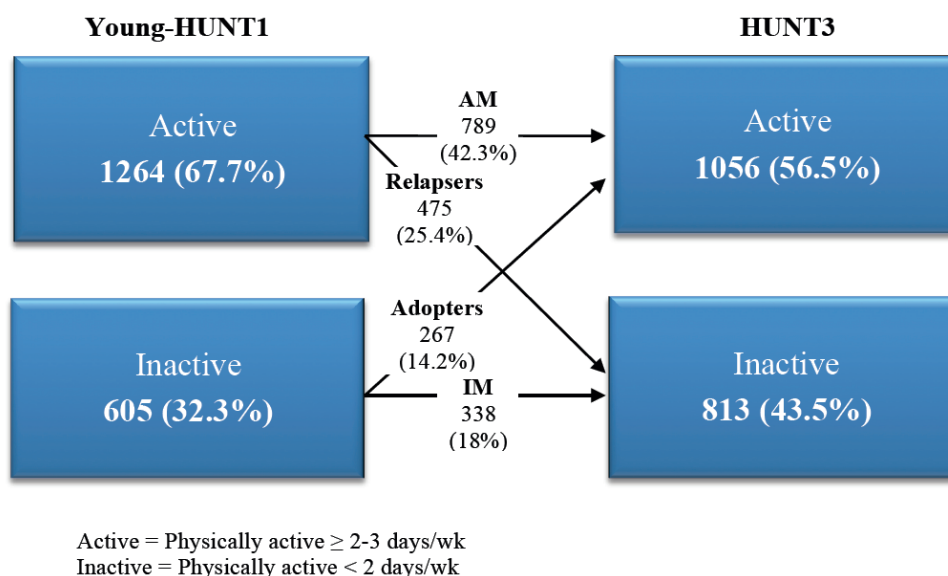 Young-HUNT1
HUNT3
Active
1264 (67.7%)
AM
789
(42.3%)
Active
1056 (56.5%)
Relapsers
475
(25.4%)
Inactive
605 (32.3%)
Adopters
267
(14.2%)
IM
338
(18%)
Inactive
813 (43.5%)
Active = Physically active ≥ 2-3 days/wk
Inactive = Physically active < 2 days/wk